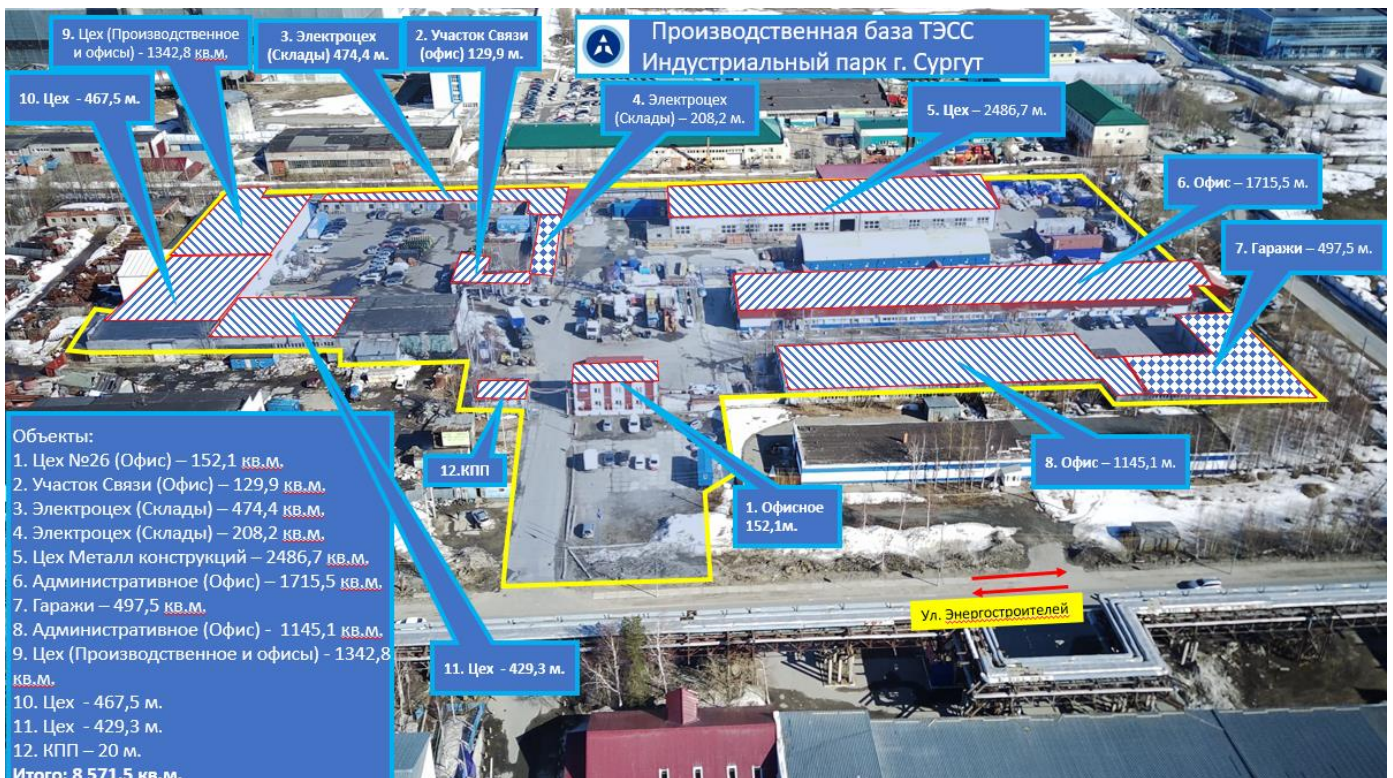 9. Цех (Производственное
и офисы) - 1342,8 кв.м.
3. Электроцех
(Склады) 474,4 м.
2. Участок Связи
(офис) 129,9 м.
Производственная база ТЭСС
Индустриальный парк г. Сургут
10. Цех - 467,5 м.
4. Электроцех
(Склады) – 208,2 м.
5. Цех – 2486,7 м.
6. Офис – 1715,5 м.
7. Гаражи – 497,5 м.
12.КПП
1. Офисное
152,1м.
8. Офис – 1145,1 м.
11. Цех - 429,3 м.
Ул. Энергостроителей
Объекты:
1. Цех №26 (Офис) – 152,1 кв.м.
2. Участок Связи (Офис) – 129,9 кв.м.
3. Электроцех (Склады) – 474,4 кв.м.
4. Электроцех (Склады) – 208,2 кв.м.
5. Цех Металл конструкций – 2486,7 кв.м.
6. Административное (Офис) – 1715,5 кв.м.
7. Гаражи – 497,5 кв.м.
8. Административное (Офис) - 1145,1 кв.м.
9. Цех (Производственное и офисы) - 1342,8
кв.м.
10. Цех - 467,5 м.
11. Цех - 429,3 м.
12. КПП – 20 м.
Итого: 8 571,5 кв.м.